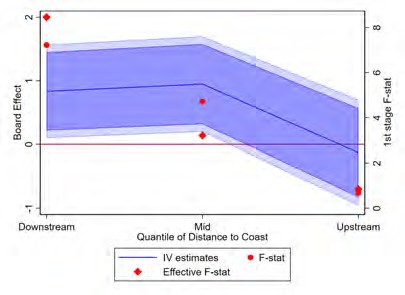 2
1
0
-1
Board Effect
8
6
4
2
0
1st stage F-stat
Downstream Mid Upstream
Quantile of Distance to Coast
IV estimates F-stat
Effective F-stat